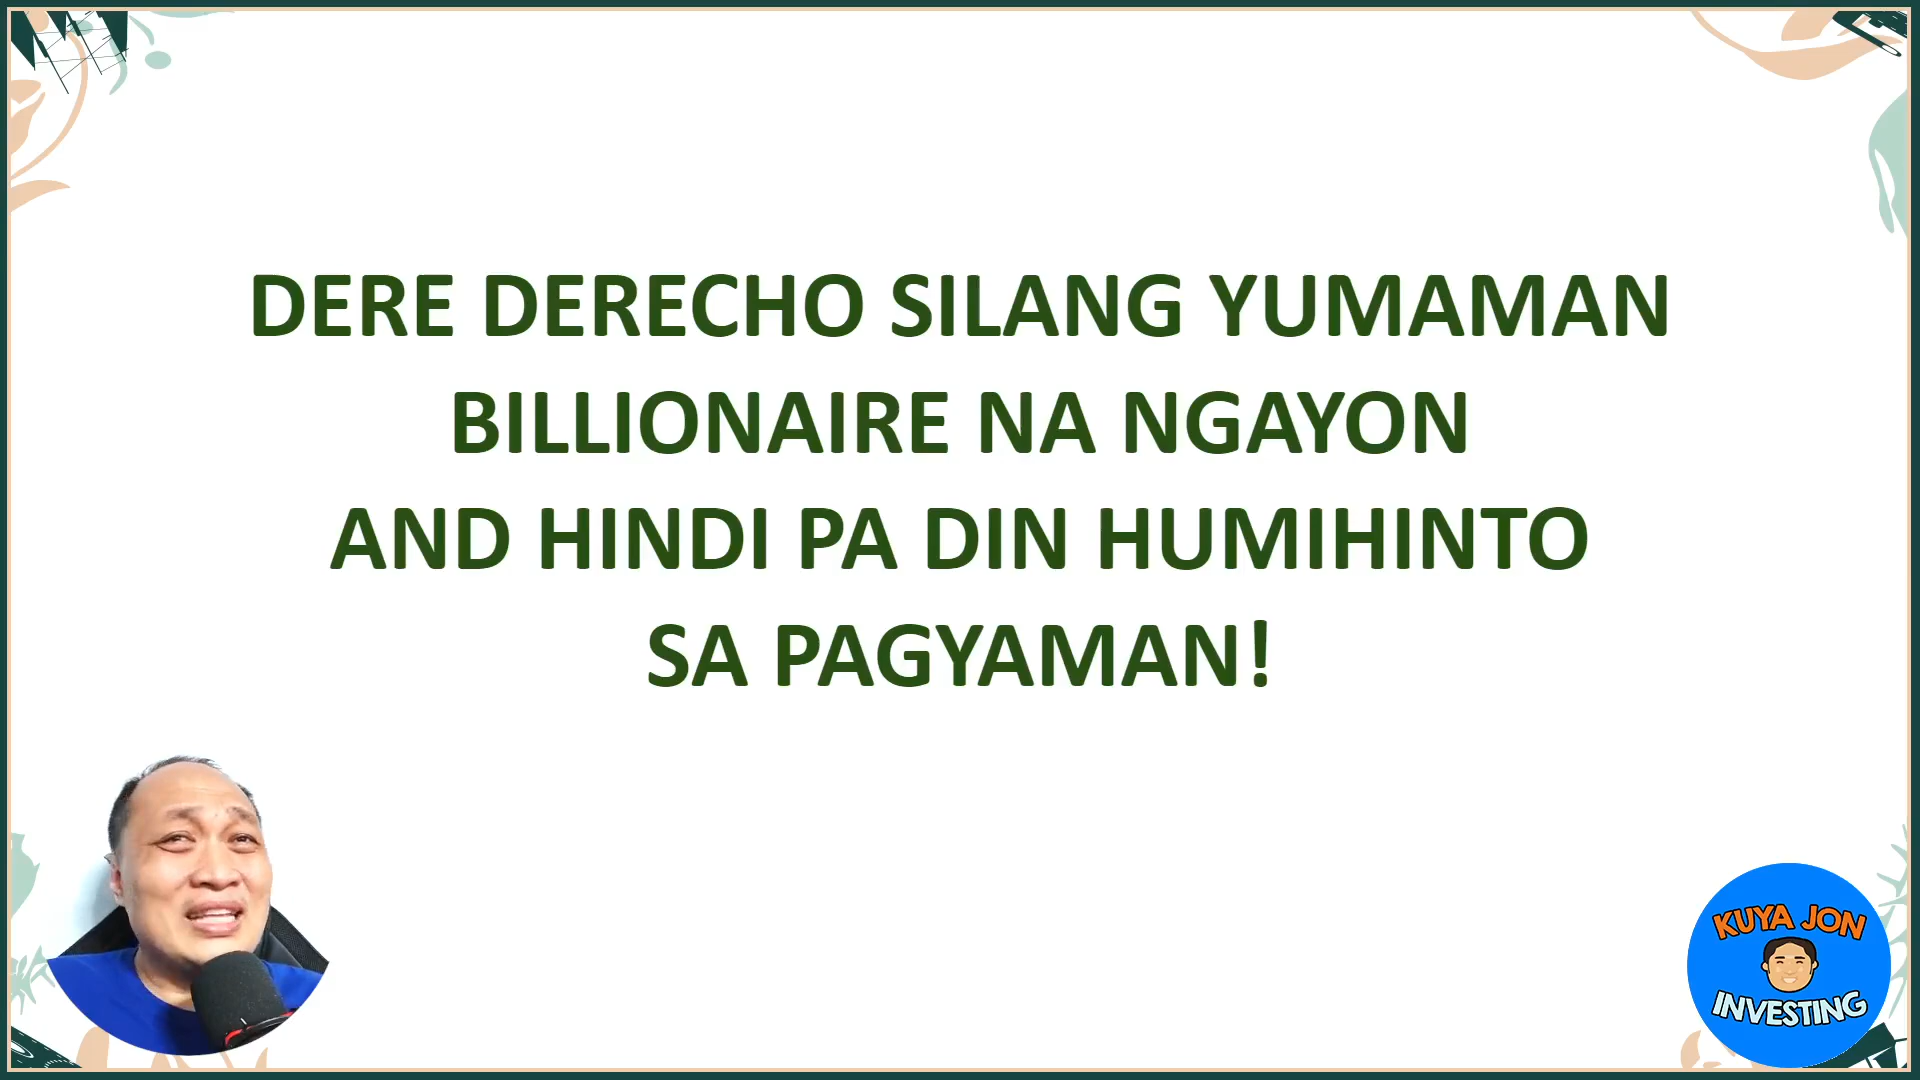 DERE DERECHO SILANG YUMAMAN
BILLIONAIRE NA NGAYON
AND HINDI PA DIN HUMIHINTO
SA PAGYAMAN!
KUYA JON
INVESTING